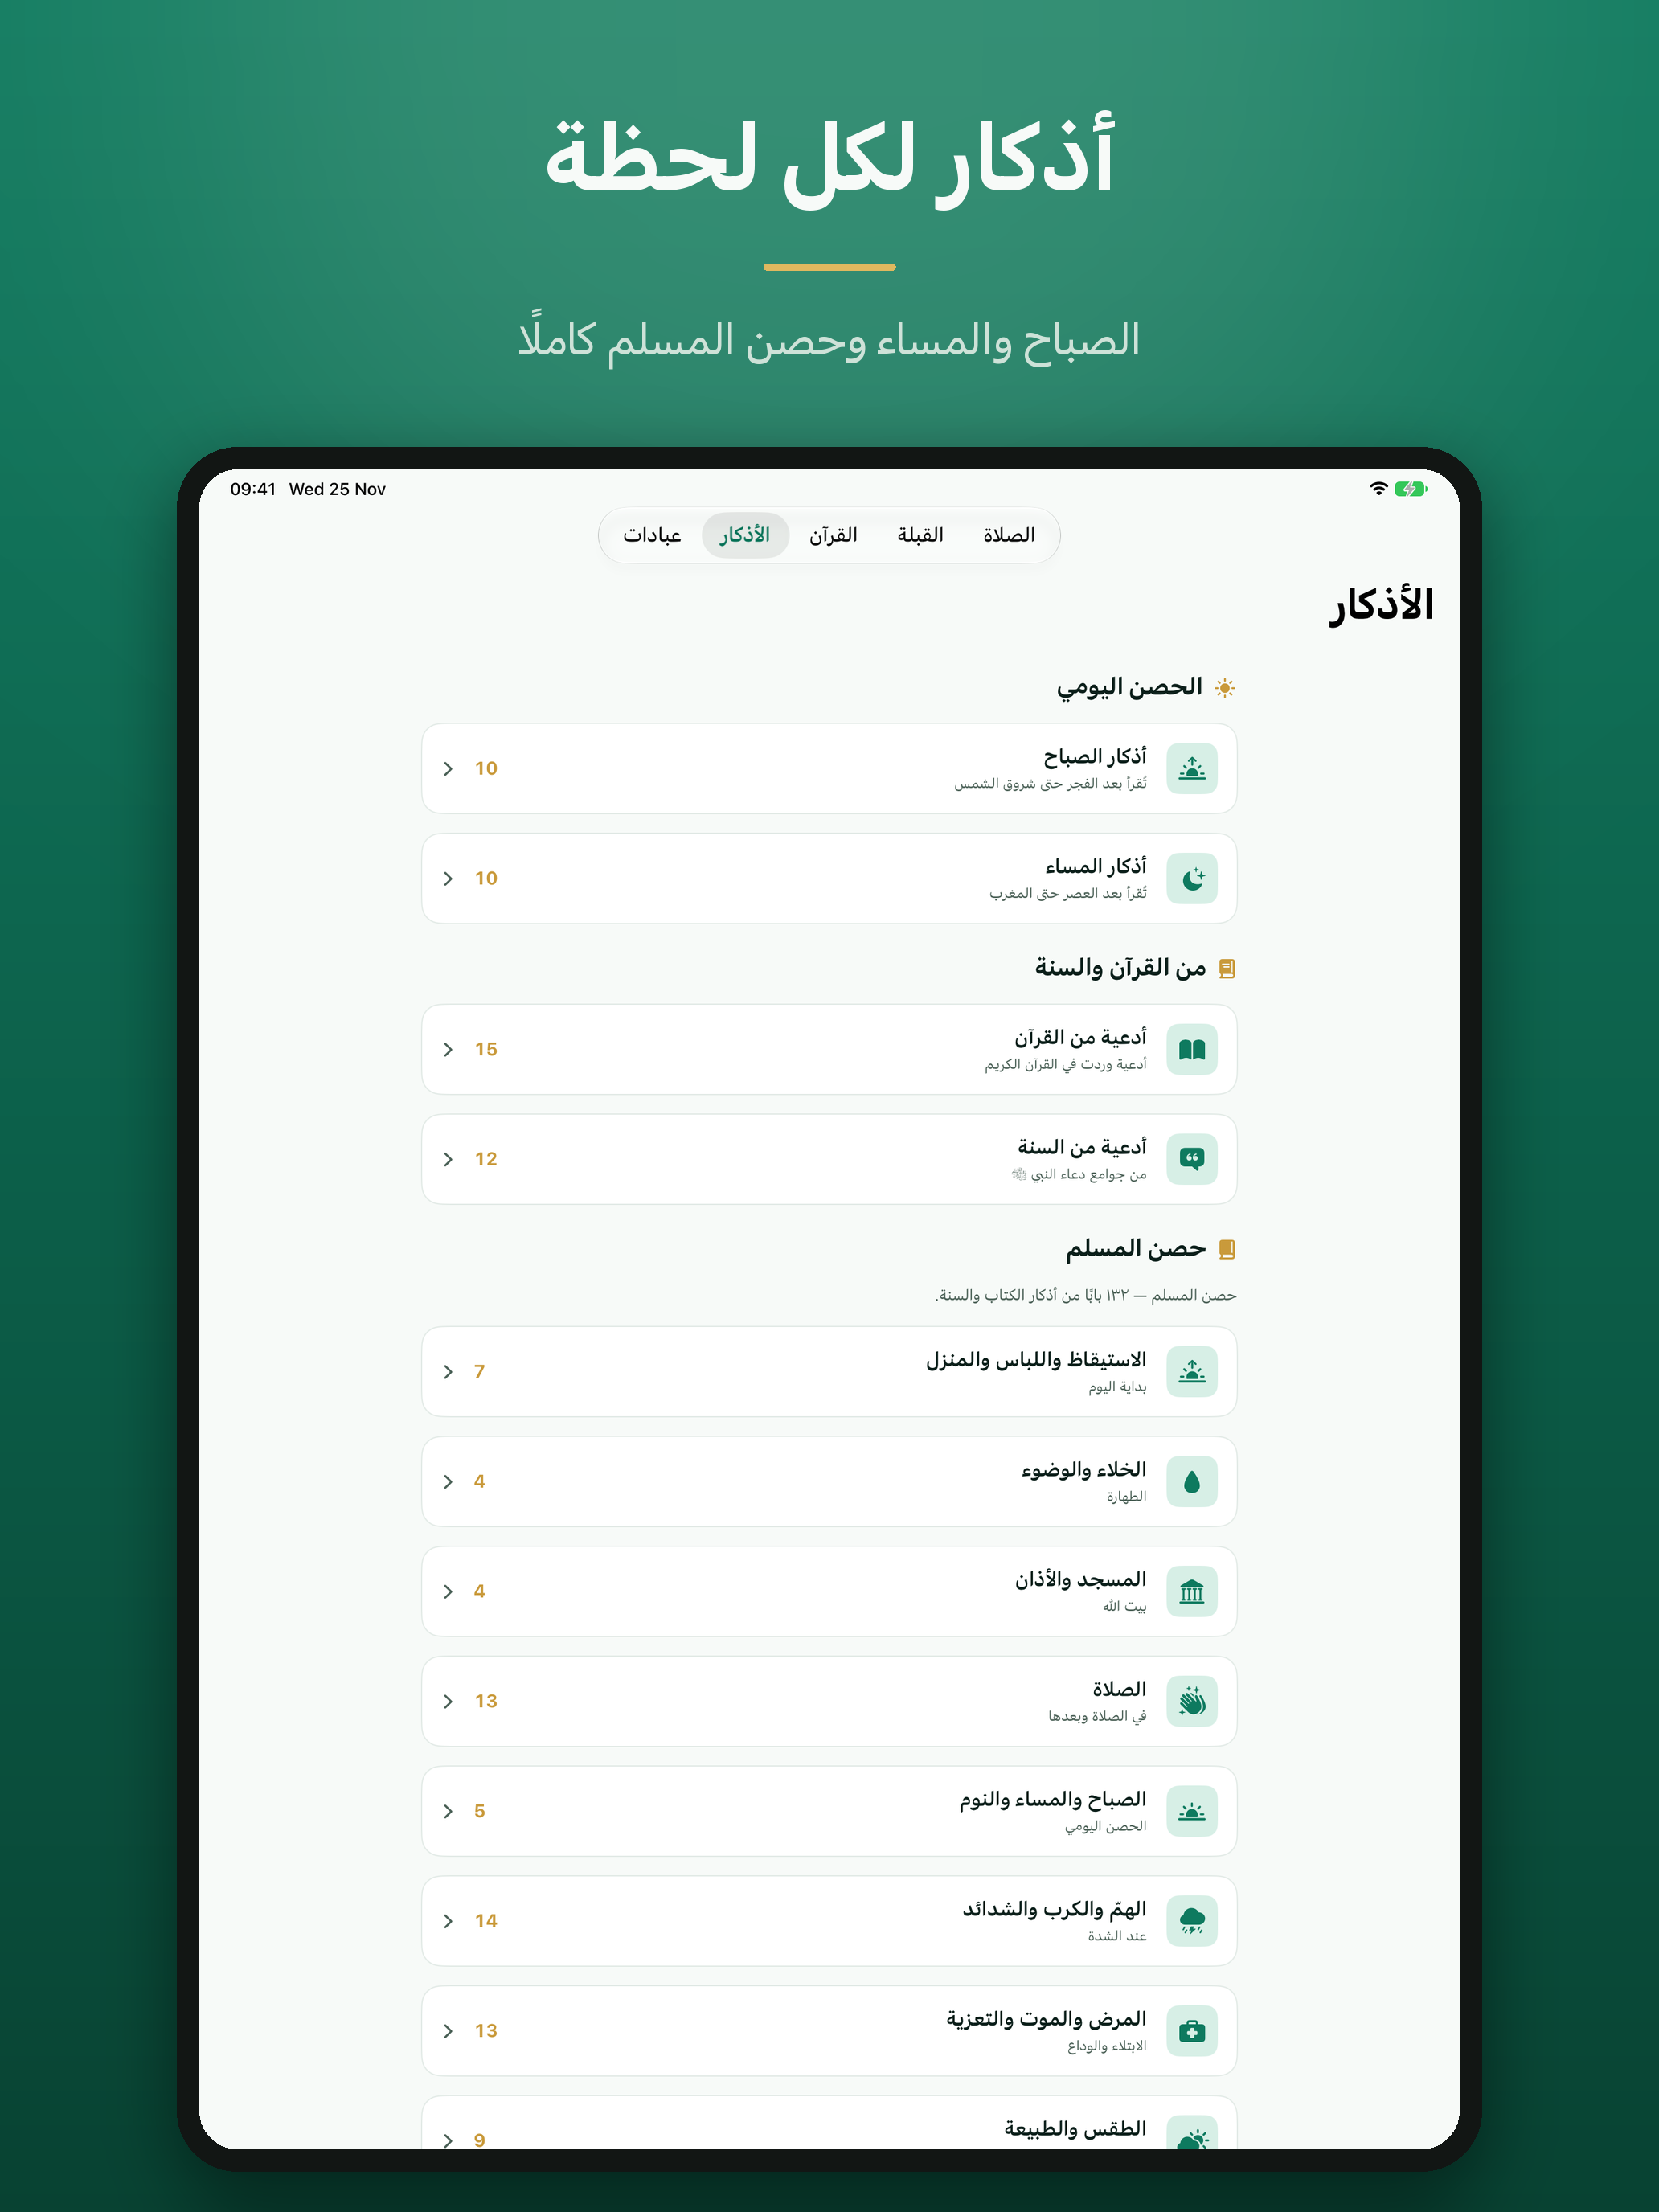 أذكار لكل لحظة
الصباح والمساء وحصن المسلم كاملًا
09:41 Wed 25 Nov
الصلاة القبلة القرآن الأذكار عبادات
الأذكار
الحصن اليومي
أذكار الصباح
تُقرأ بعد الفجر حتى شروق الشمس
10
أذكار المساء
تُقرأ بعد العصر حتى المغرب
10
من القرآن والسنة
أدعية من القرآن
أدعية وردت في القرآن الكريم
15
أدعية من السنة
من جوامع دعاء النبي ﷺ
12
حصن المسلم
حصن المسلم — ١٣٢ بابًا من أذكار الكتاب والسنة.
الاستيقاظ واللباس والمنزل
بداية اليوم
7
الخلاء والوضوء
الطهارة
4
المسجد والأذان
بيت الله
4
الصلاة
في الصلاة وبعدها
13
الصباح والمساء والنوم
الحصن اليومي
5
الهمّ والكرب والشدائد
عند الشدة
14
المرض والموت والتعزية
الابتلاء والوداع
13
الطقس والطبيعة
9